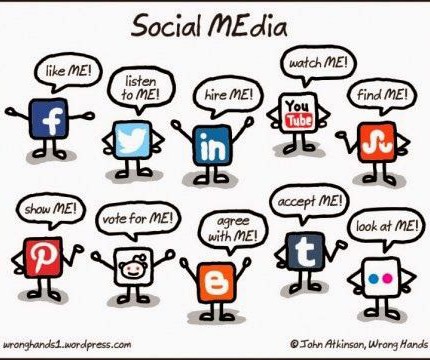 Social MEdia
like ME!
listen
to ME!
hire ME!
watch ME!
find ME!
f
in
You
Tube
show ME!
vote for ME!
agree
with ME!
accept ME!
look at ME!
P
B
t
wronghands1.wordpress.com
© John Atkinson, Wrong Hands